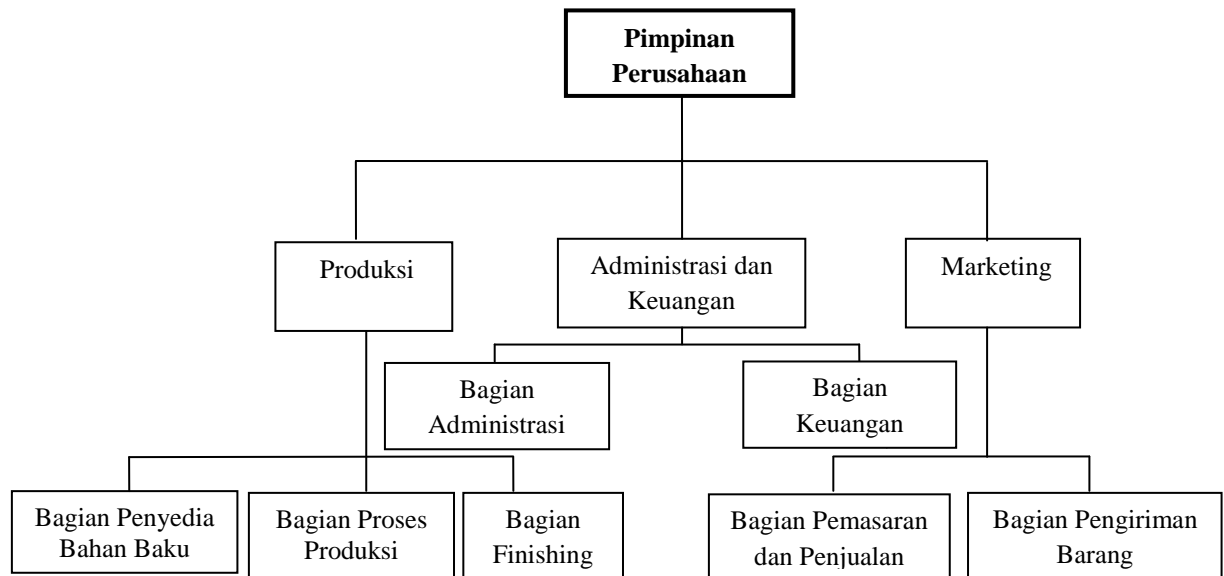 Pimpinan
Perusahaan
Produksi
Administrasi dan
Keuangan
Marketing
Bagian
Administrasi
Bagian
Keuangan
Bagian Penyedia
Bahan Baku
Bagian Proses
Produksi
Bagian
Finishing
Bagian Pemasaran
dan Penjualan
Bagian Pengiriman
Barang